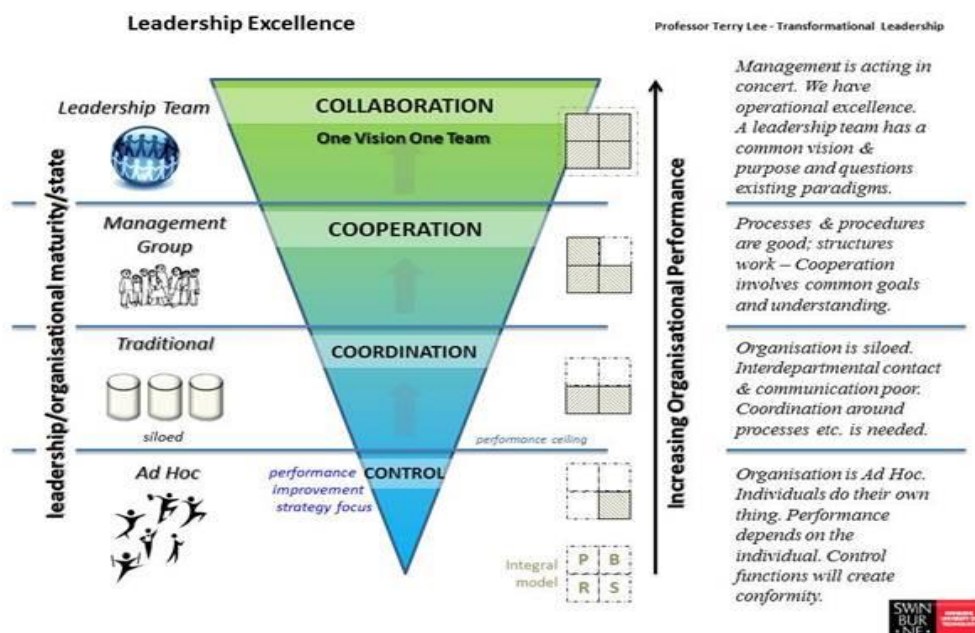 Leadership Excellence
Professor Terry Lee - Transformational Leadership
leadership/organisational maturity/state
Leadership Team
COLLABORATION
One Vision One Team
Management is acting in
concert. We have
operational excellence.
A leadership team has a
common vision &
purpose and questions
existing paradigms.
Management
Group
COOPERATION
Processes & procedures
are good; structures
work – Cooperation
involves common goals
and understanding.
Traditional
siloed
COORDINATION
performance ceiling
Organisation is siloed.
Interdepartmental contact
& communication poor.
Coordination around
processes etc. is needed.
Ad Hoc
performance
improvement
strategy focus
CONTROL
Organisation is Ad Hoc.
Individuals do their own
thing. Performance
depends on the
individual. Control
functions will create
conformity.
Integral
model
P B
R S
Increasing Organisational Performance
SWIN
BUR
NE